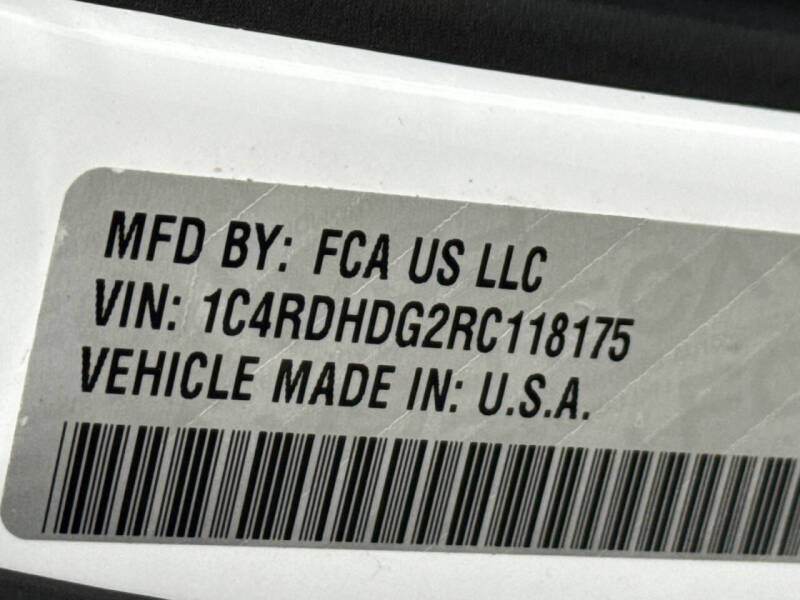 MFD BY: FCA US LLC
VIN: 1C4RDHDG2RC118175
VEHICLE MADE IN: U.S.A.